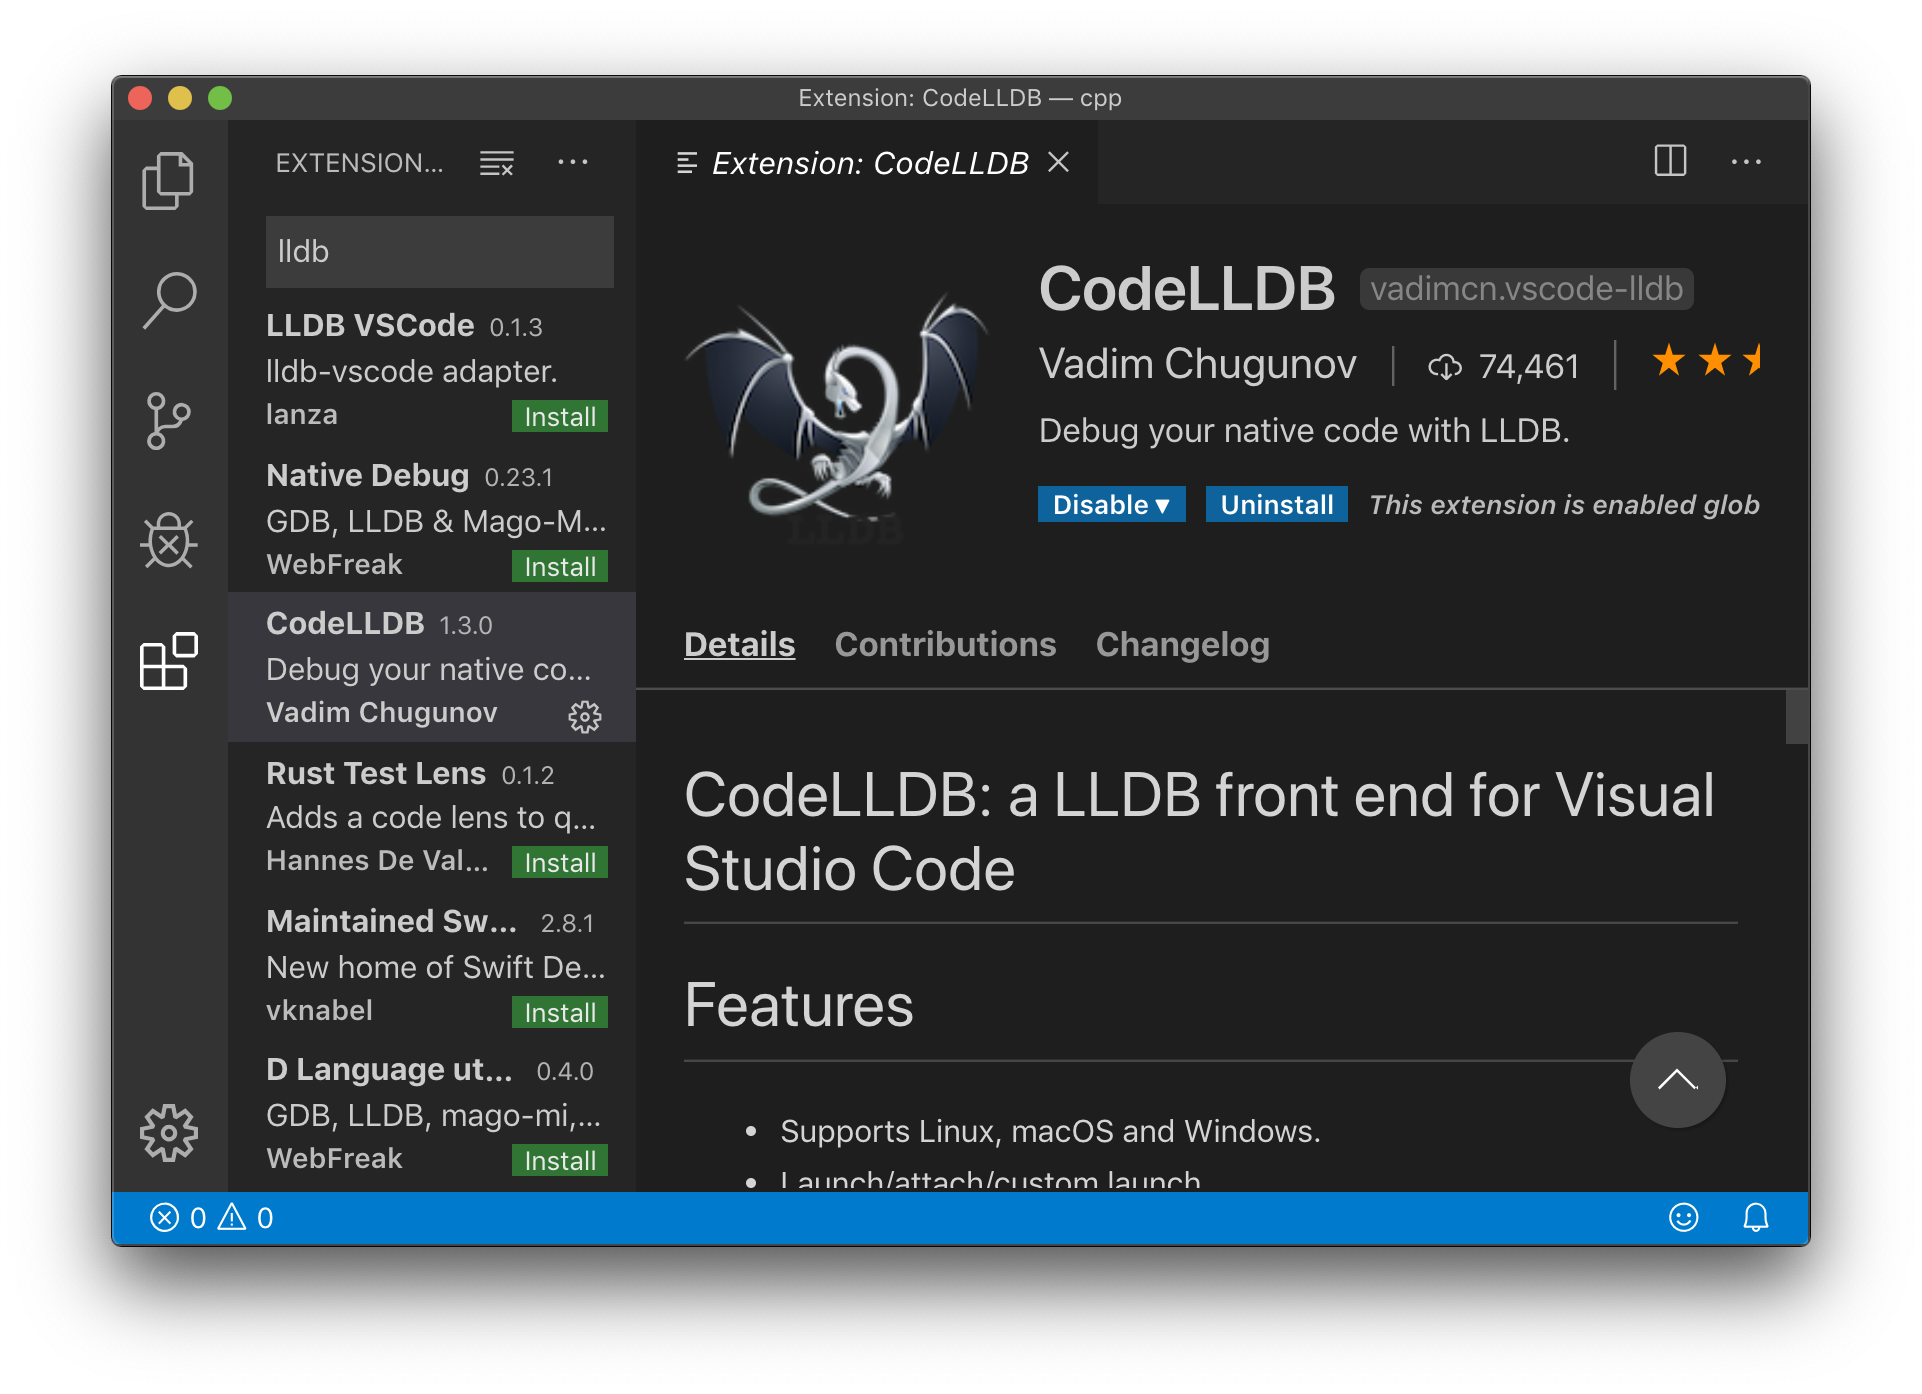 Extension: CodeLLDB — cpp
EXTENSION...
lldb
LLDB VSCode 0.1.3
lldb-vscode adapter.
lanza Install
Native Debug 0.23.1
GDB, LLDB & Mago-M...
WebFreak Install
CodeLLDB 1.3.0
Debug your native co...
Vadim Chugunov
Rust Test Lens 0.1.2
Adds a code lens to q...
Hannes De Val... Install
Maintained Sw... 2.8.1
New home of Swift De...
vknabel Install
D Language ut... 0.4.0
GDB, LLDB, mago-mi,...
WebFreak Install
Extension: CodeLLDB
LLDB
CodeLLDB vadimcn.vscode-lldb
Vadim Chugunov | 74,461 |
Debug your native code with LLDB.
Disable ▾ Uninstall This extension is enabled glob
Details Contributions Changelog
CodeLLDB: a LLDB front end for Visual
Studio Code
Features
• Supports Linux, macOS and Windows.
• Launch/attach/custom launch
0 0